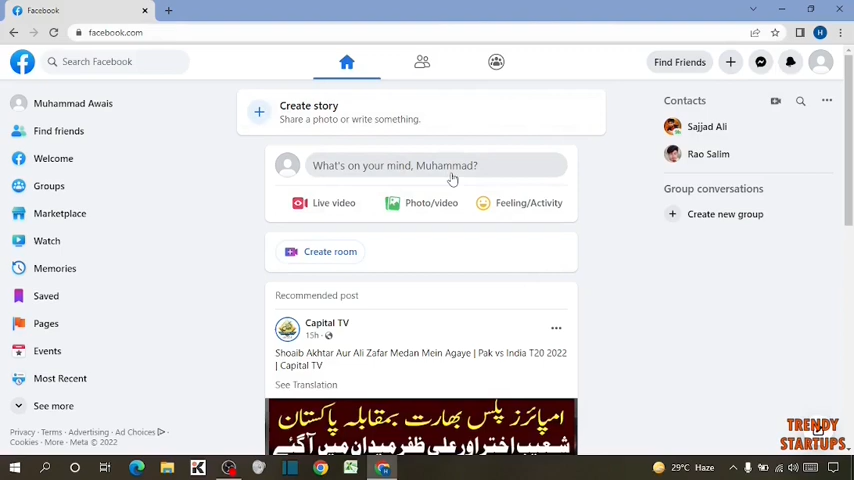 Facebook
facebook.com
H
Search Facebook
Find Friends
Muhammad Awais
Find friends
Welcome
Groups
Marketplace
Watch
Memories
Saved
Pages
Events
Most Recent
See more
Privacy · Terms · Advertising · Ad Choices
Cookies · More · Meta © 2022
Create story
Share a photo or write something.
What's on your mind, Muhammad?
Live video
Photo/video
Feeling/Activity
Create room
Recommended post
Capital TV
15h ·
Shoaib Akhtar Aur Ali Zafar Medan Mein Agaye | Pak vs India T20 2022
| Capital TV
See Translation
امپائرز پلس بھارت بمقابلہ پاکستان
شعیب اختر اور علی ظفر میدان میں آگئے
Contacts
Sajjad Ali
Rao Salim
Group conversations
Create new group
TRENDY
STARTUPS
29°C Haze